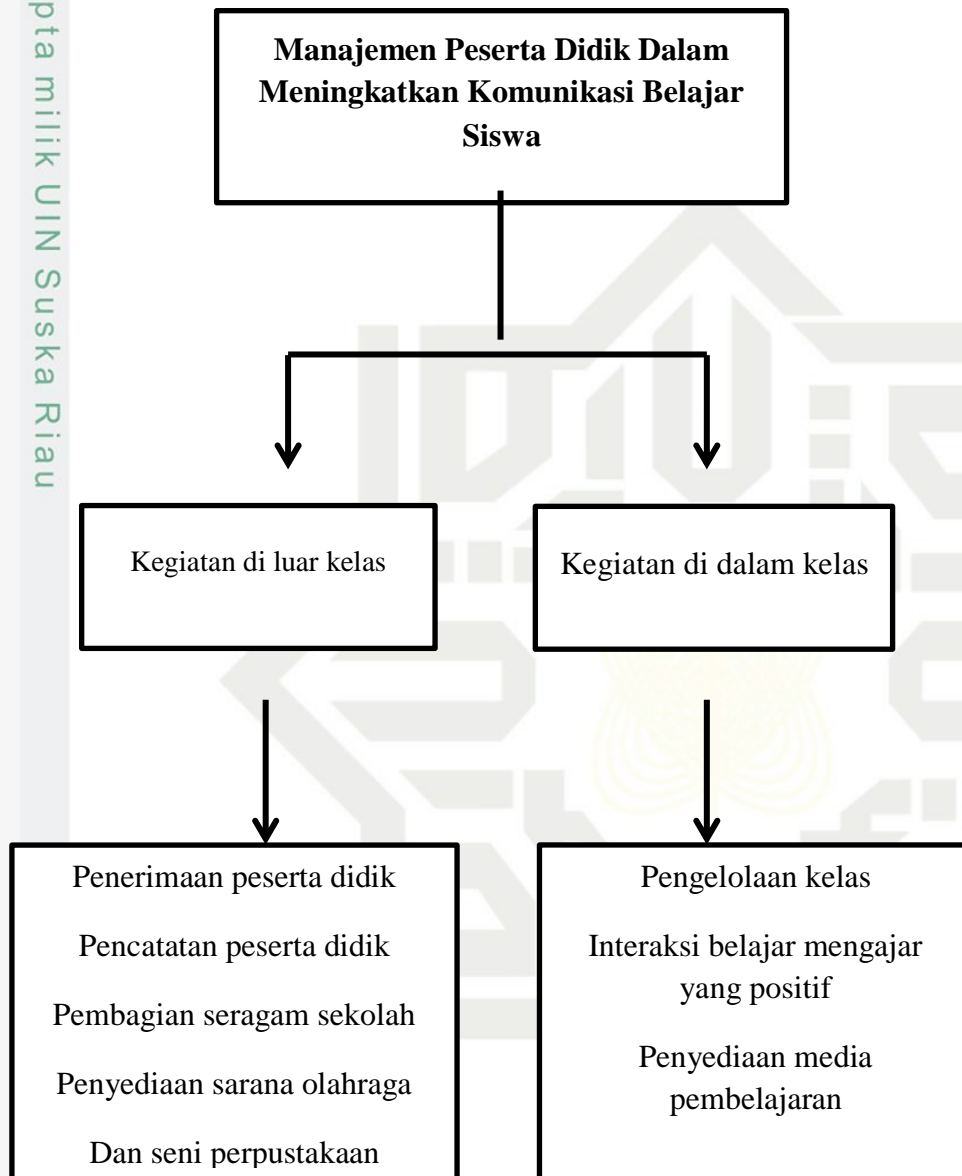 pta milik UIN Suska Riau
Manajemen Peserta Didik Dalam
Meningkatkan Komunikasi Belajar
Siswa
Kegiatan di luar kelas
Kegiatan di dalam kelas
Penerimaan peserta didik
Pencatatan peserta didik
Pembagian seragam sekolah
Penyediaan sarana olahraga
Dan seni perpustakaan
Pengelolaan kelas
Interaksi belajar mengajar
yang positif
Penyediaan media
pembelajaran